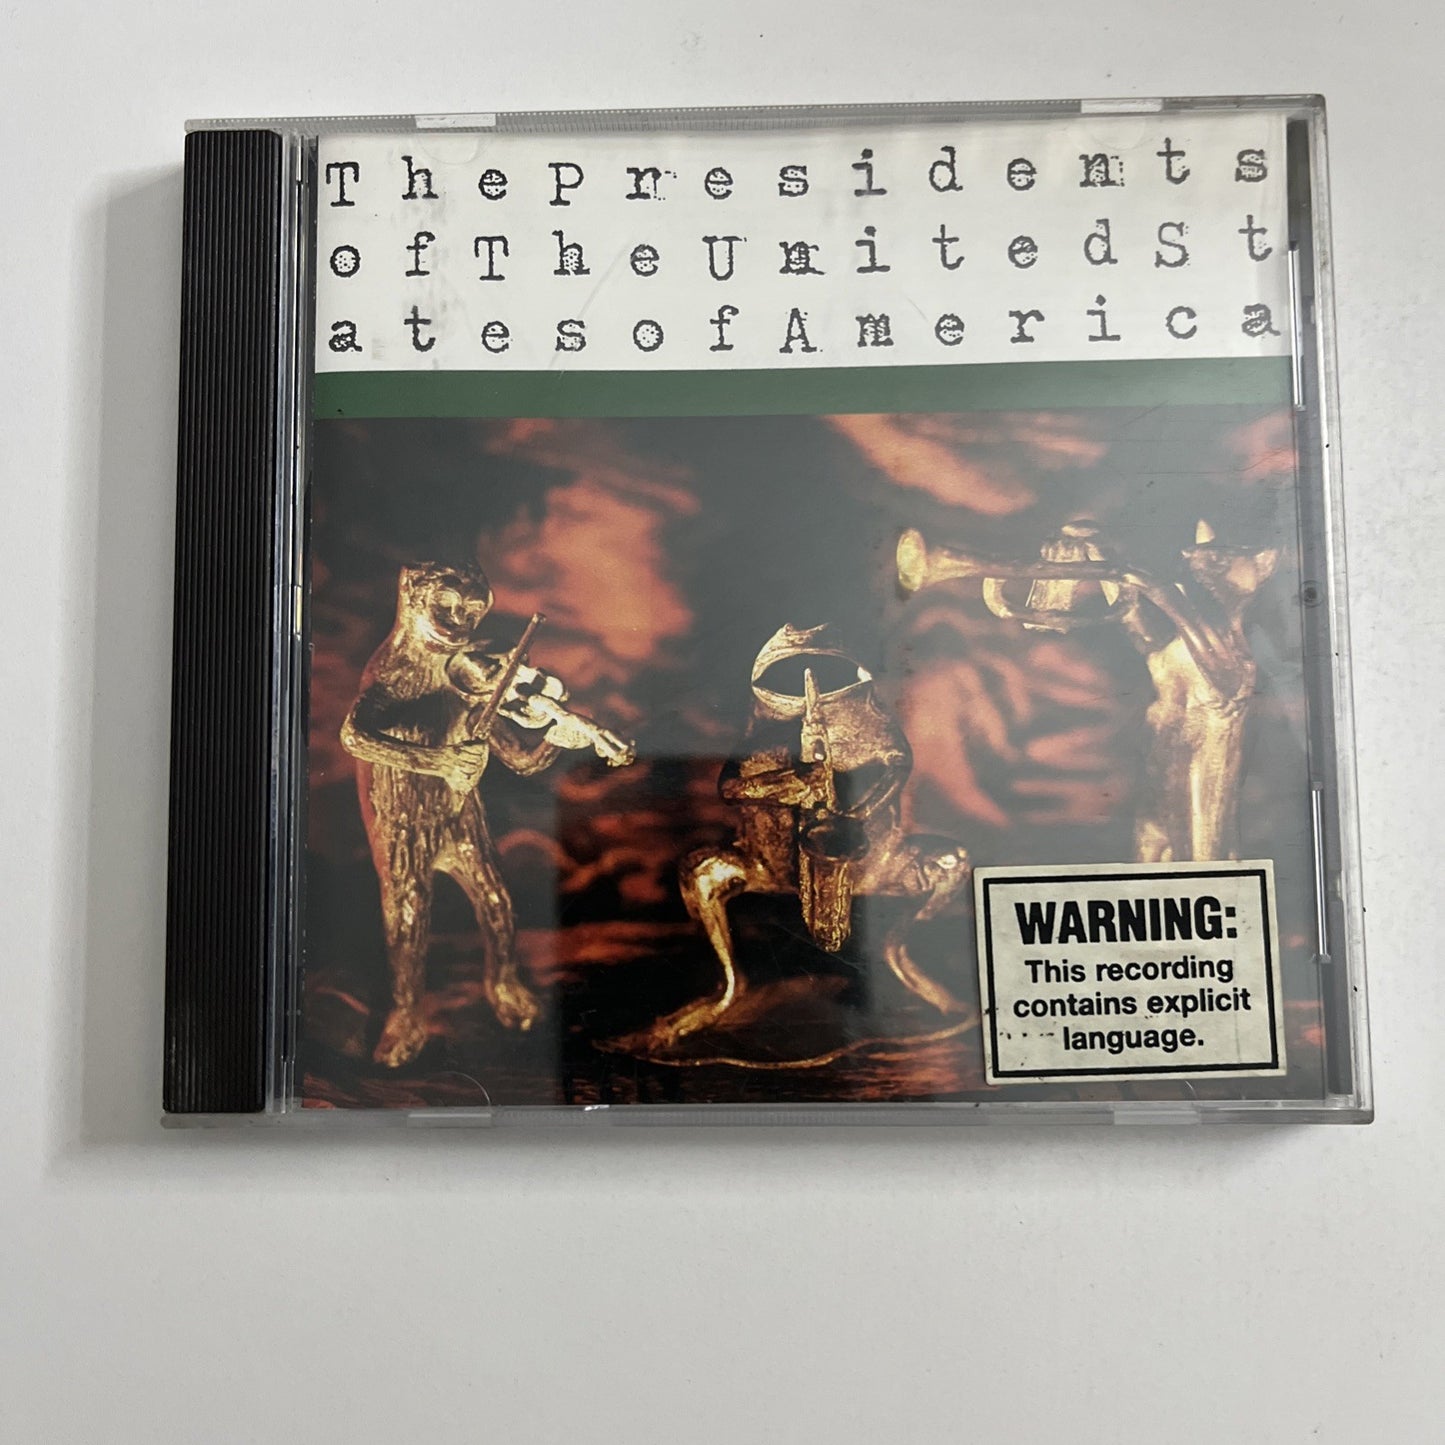 ThePresidents
ofTheUnitedSt
atesofAmerica
WARNING:
This recording
contains explicit
language.